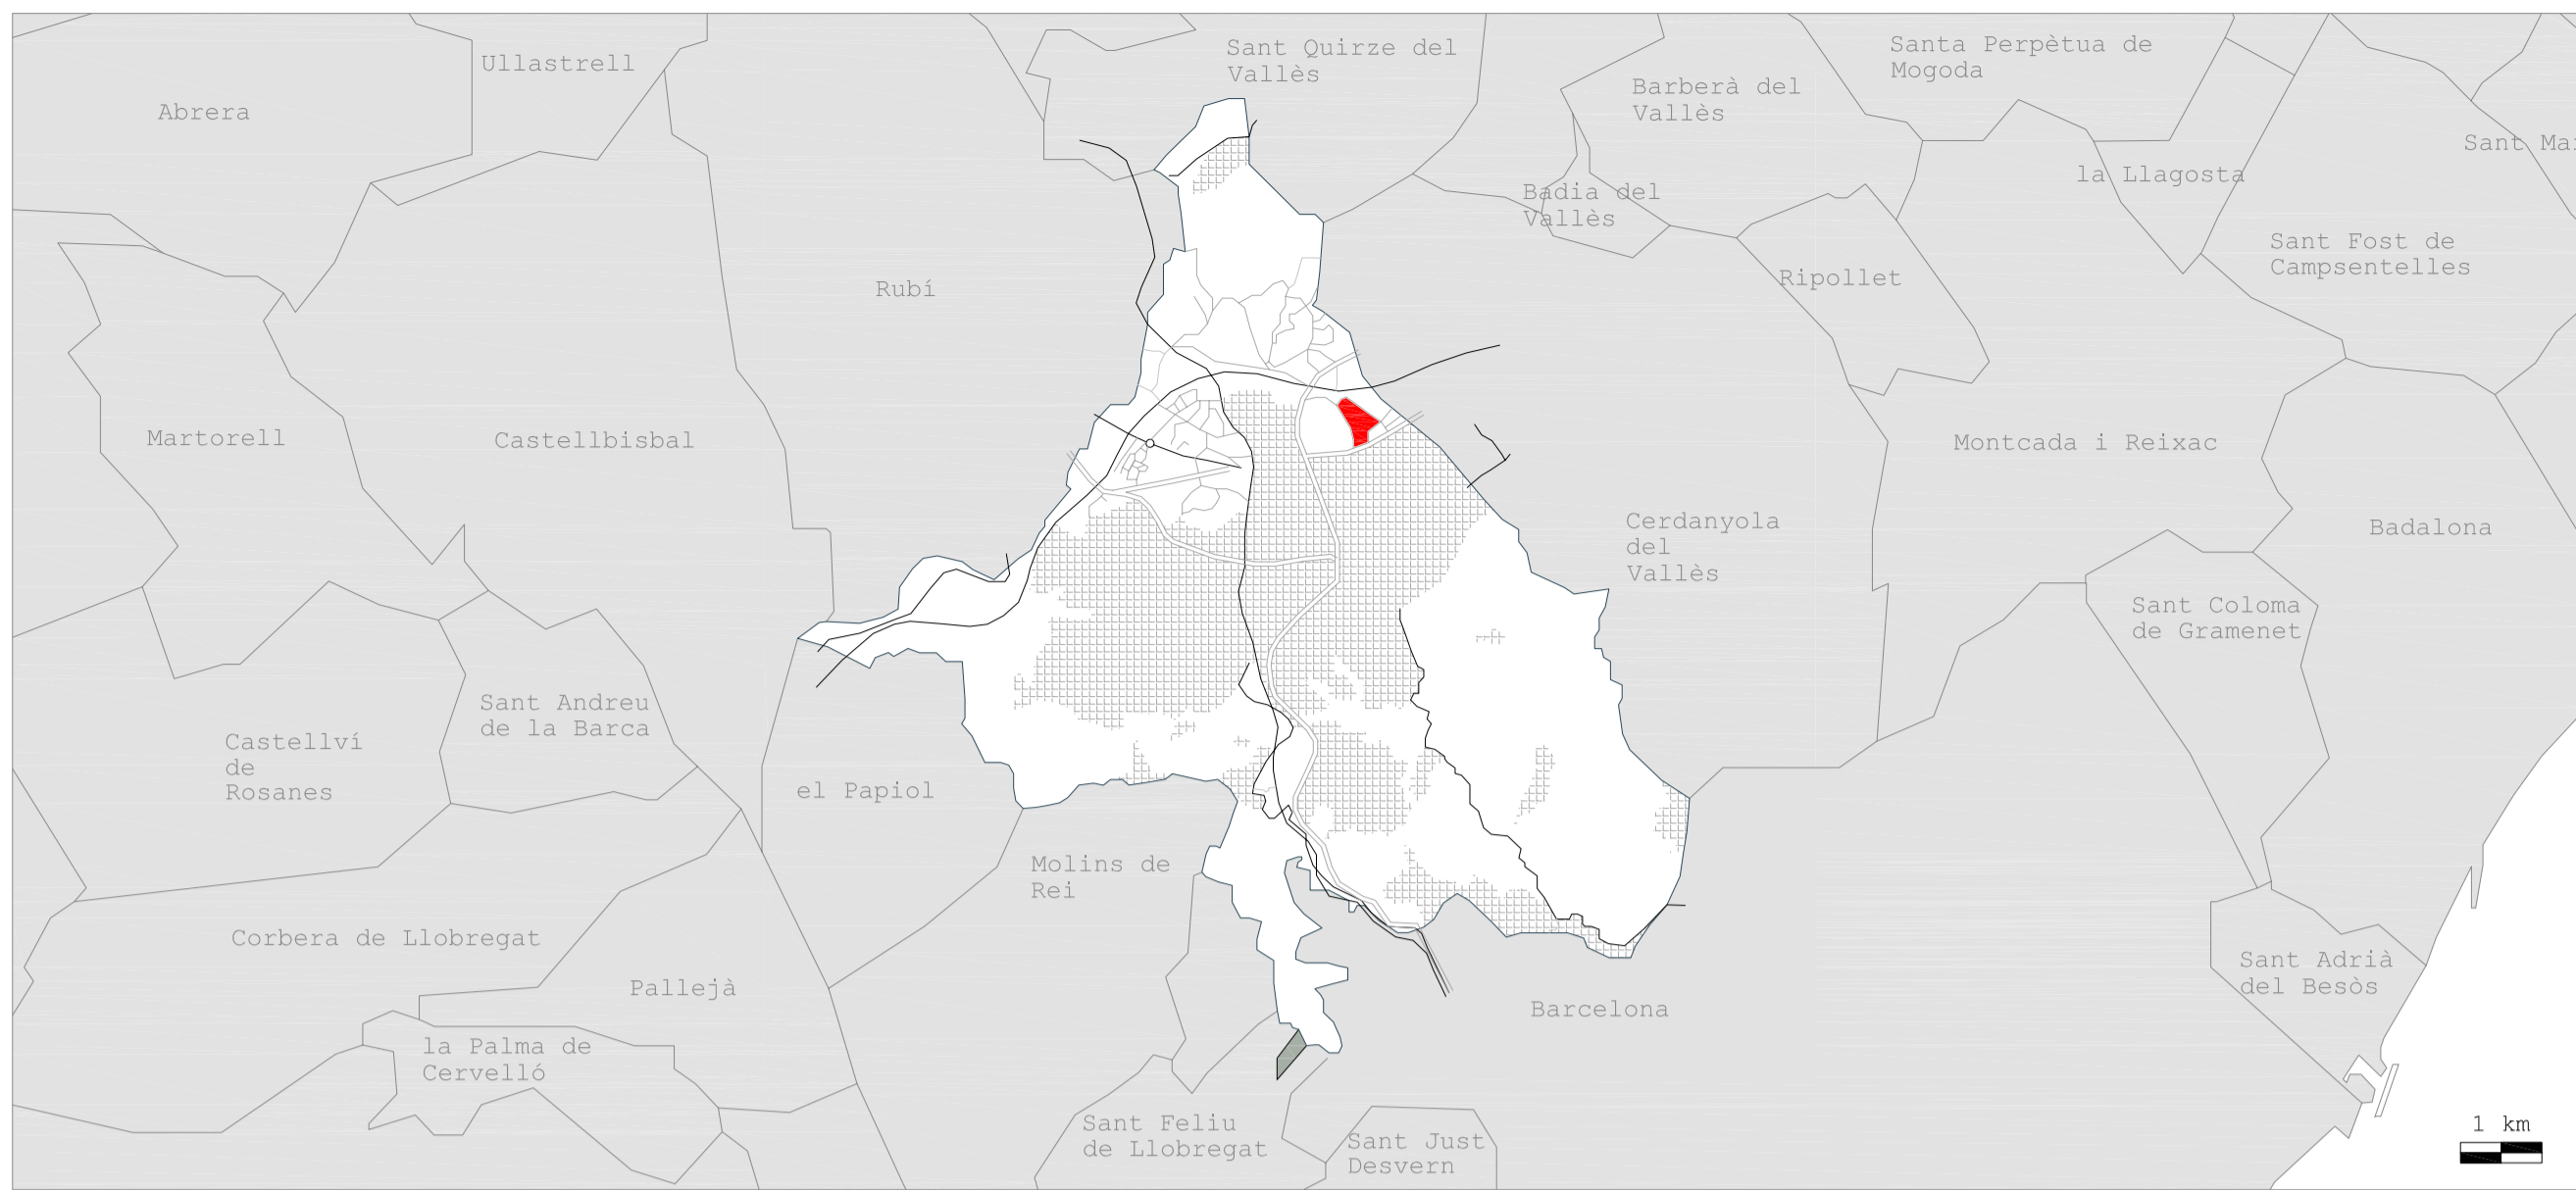 Sant Quirze del
Vallès
Santa Perpètua de
Mogoda
Ullastrell
Barberà del
Vallès
Abrera
Sant Mar
la Llagosta
Badia del
Vallès
Sant Fost de
Campsentelles
Ripollet
Rubí
Martorell
Castellbisbal
Montcada i Reixac
Cerdanyola
del
Vallès
Badalona
Sant Coloma
de Gramenet
Sant Andreu
de la Barca
Castellví
de
Rosanes
el Papiol
Molins de
Rei
Corbera de Llobregat
Sant Adrià
del Besòs
Pallejà
Barcelona
la Palma de
Cervelló
Sant Feliu
de Llobregat
1 km
Sant Just
Desvern